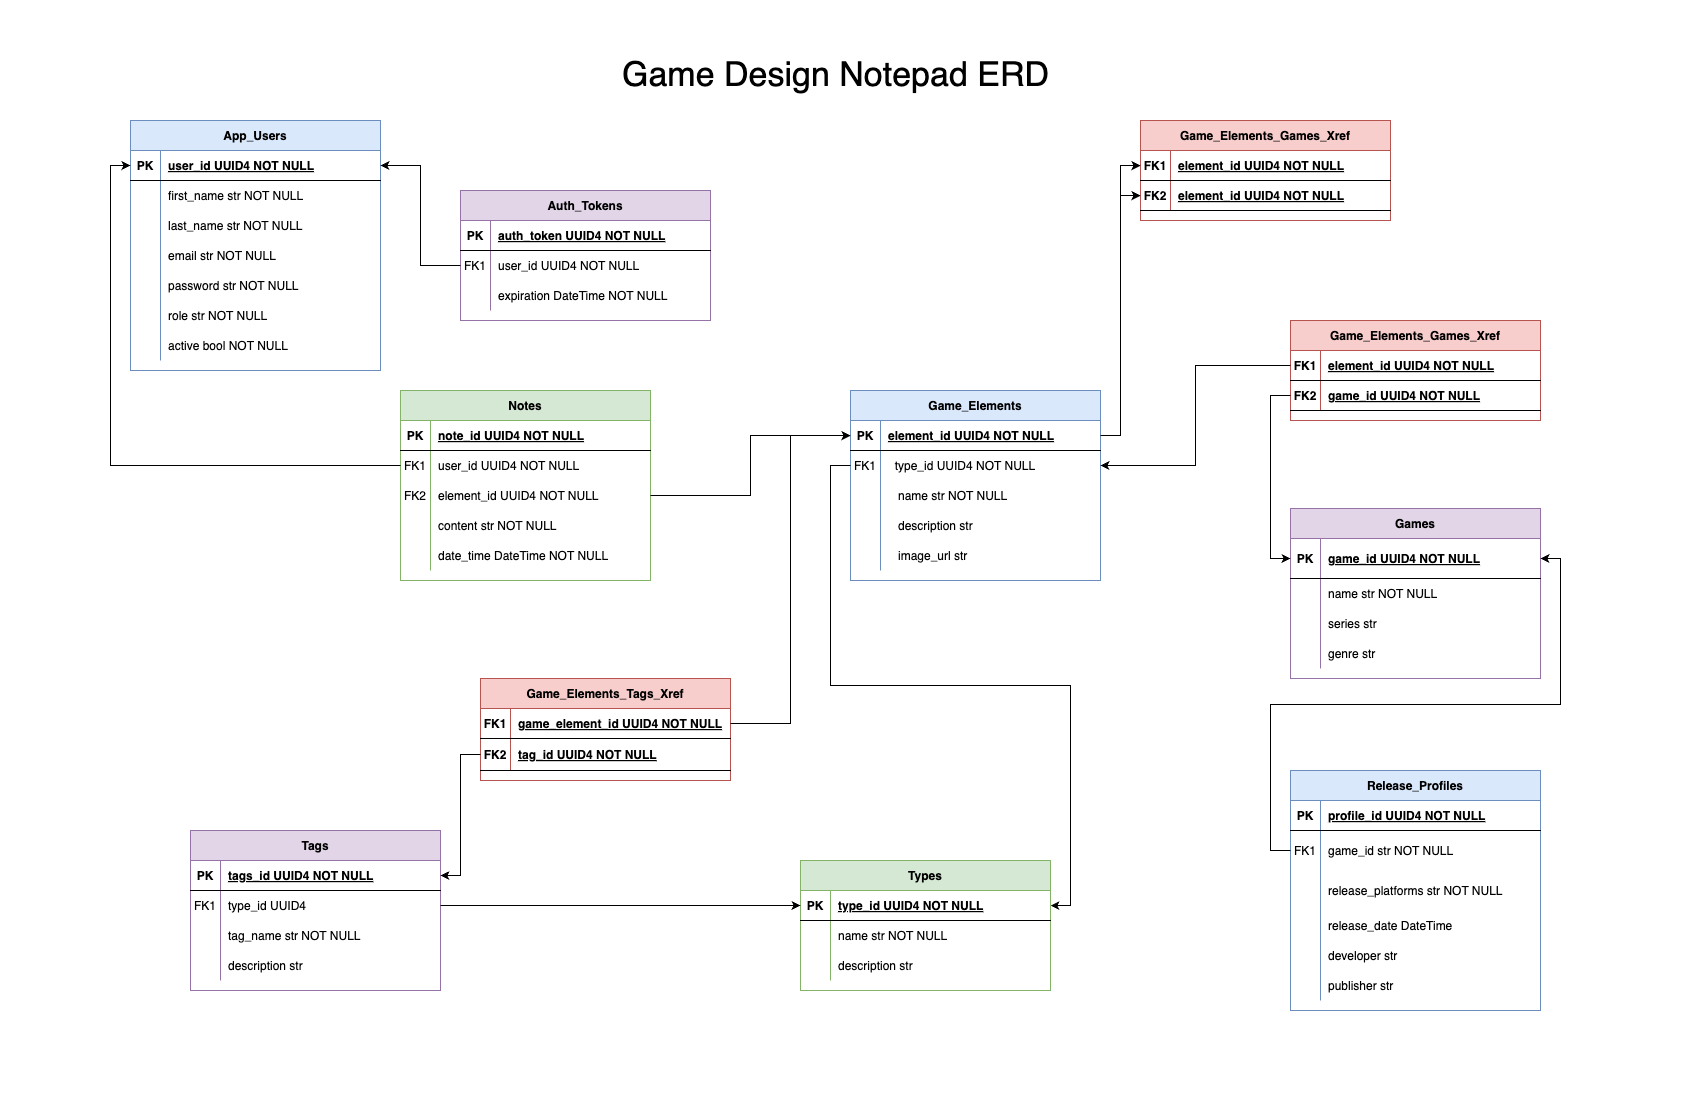 Game Design Notepad ERD
App_Users
PK user_id UUID4 NOT NULL
first_name str NOT NULL
last_name str NOT NULL
email str NOT NULL
password str NOT NULL
role str NOT NULL
active bool NOT NULL
Auth_Tokens
PK auth_token UUID4 NOT NULL
FK1 user_id UUID4 NOT NULL
expiration DateTime NOT NULL
Game_Elements_Games_Xref
FK1 element_id UUID4 NOT NULL
FK2 element_id UUID4 NOT NULL
Game_Elements_Games_Xref
FK1 element_id UUID4 NOT NULL
FK2 game_id UUID4 NOT NULL
Notes
PK note_id UUID4 NOT NULL
FK1 user_id UUID4 NOT NULL
FK2 element_id UUID4 NOT NULL
content str NOT NULL
date_time DateTime NOT NULL
Game_Elements
PK element_id UUID4 NOT NULL
FK1 type_id UUID4 NOT NULL
name str NOT NULL
description str
image_url str
Games
PK game_id UUID4 NOT NULL
name str NOT NULL
series str
genre str
Game_Elements_Tags_Xref
FK1 game_element_id UUID4 NOT NULL
FK2 tag_id UUID4 NOT NULL
Release_Profiles
PK profile_id UUID4 NOT NULL
FK1 game_id str NOT NULL
release_platforms str NOT NULL
release_date DateTime
developer str
publisher str
Tags
PK tags_id UUID4 NOT NULL
FK1 type_id UUID4
tag_name str NOT NULL
description str
Types
PK type_id UUID4 NOT NULL
name str NOT NULL
description str